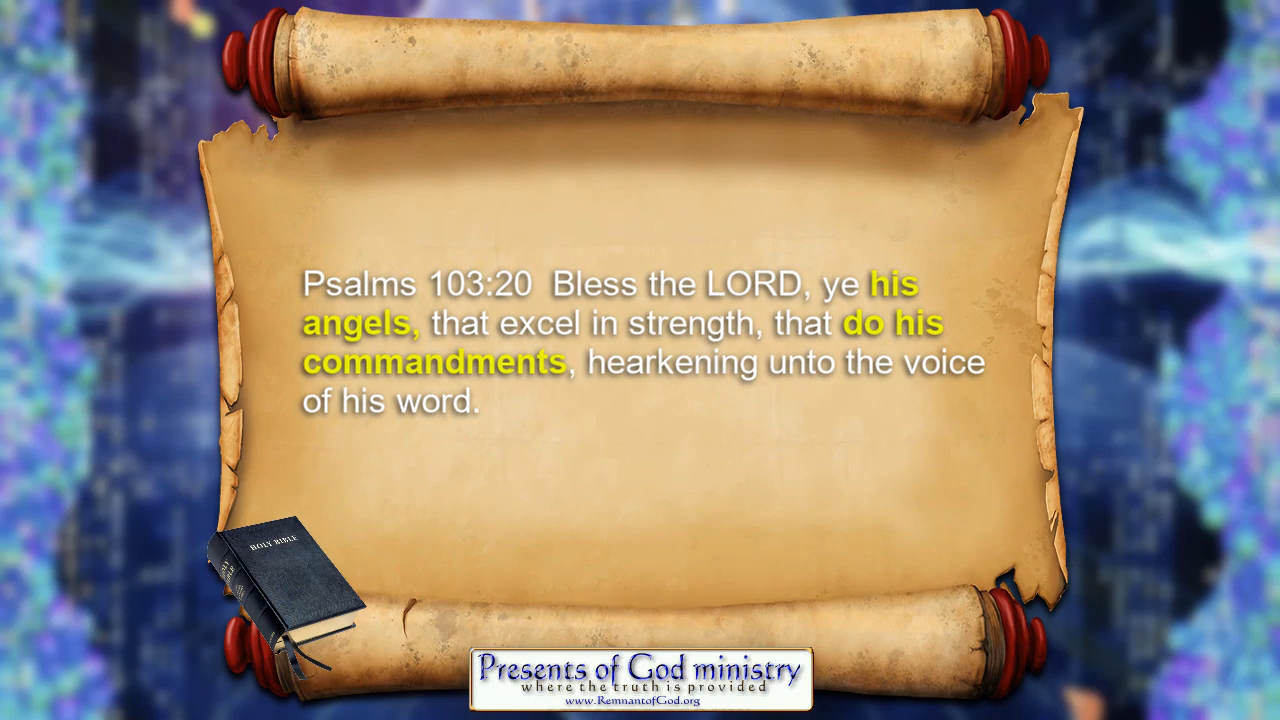 Psalms 103:20  Bless the LORD, ye his
angels, that excel in strength, that do his
commandments, hearkening unto the voice
of his word.
HOLY BIBLE
Presents of God ministry
where the truth is provided
www.RemnantofGod.org